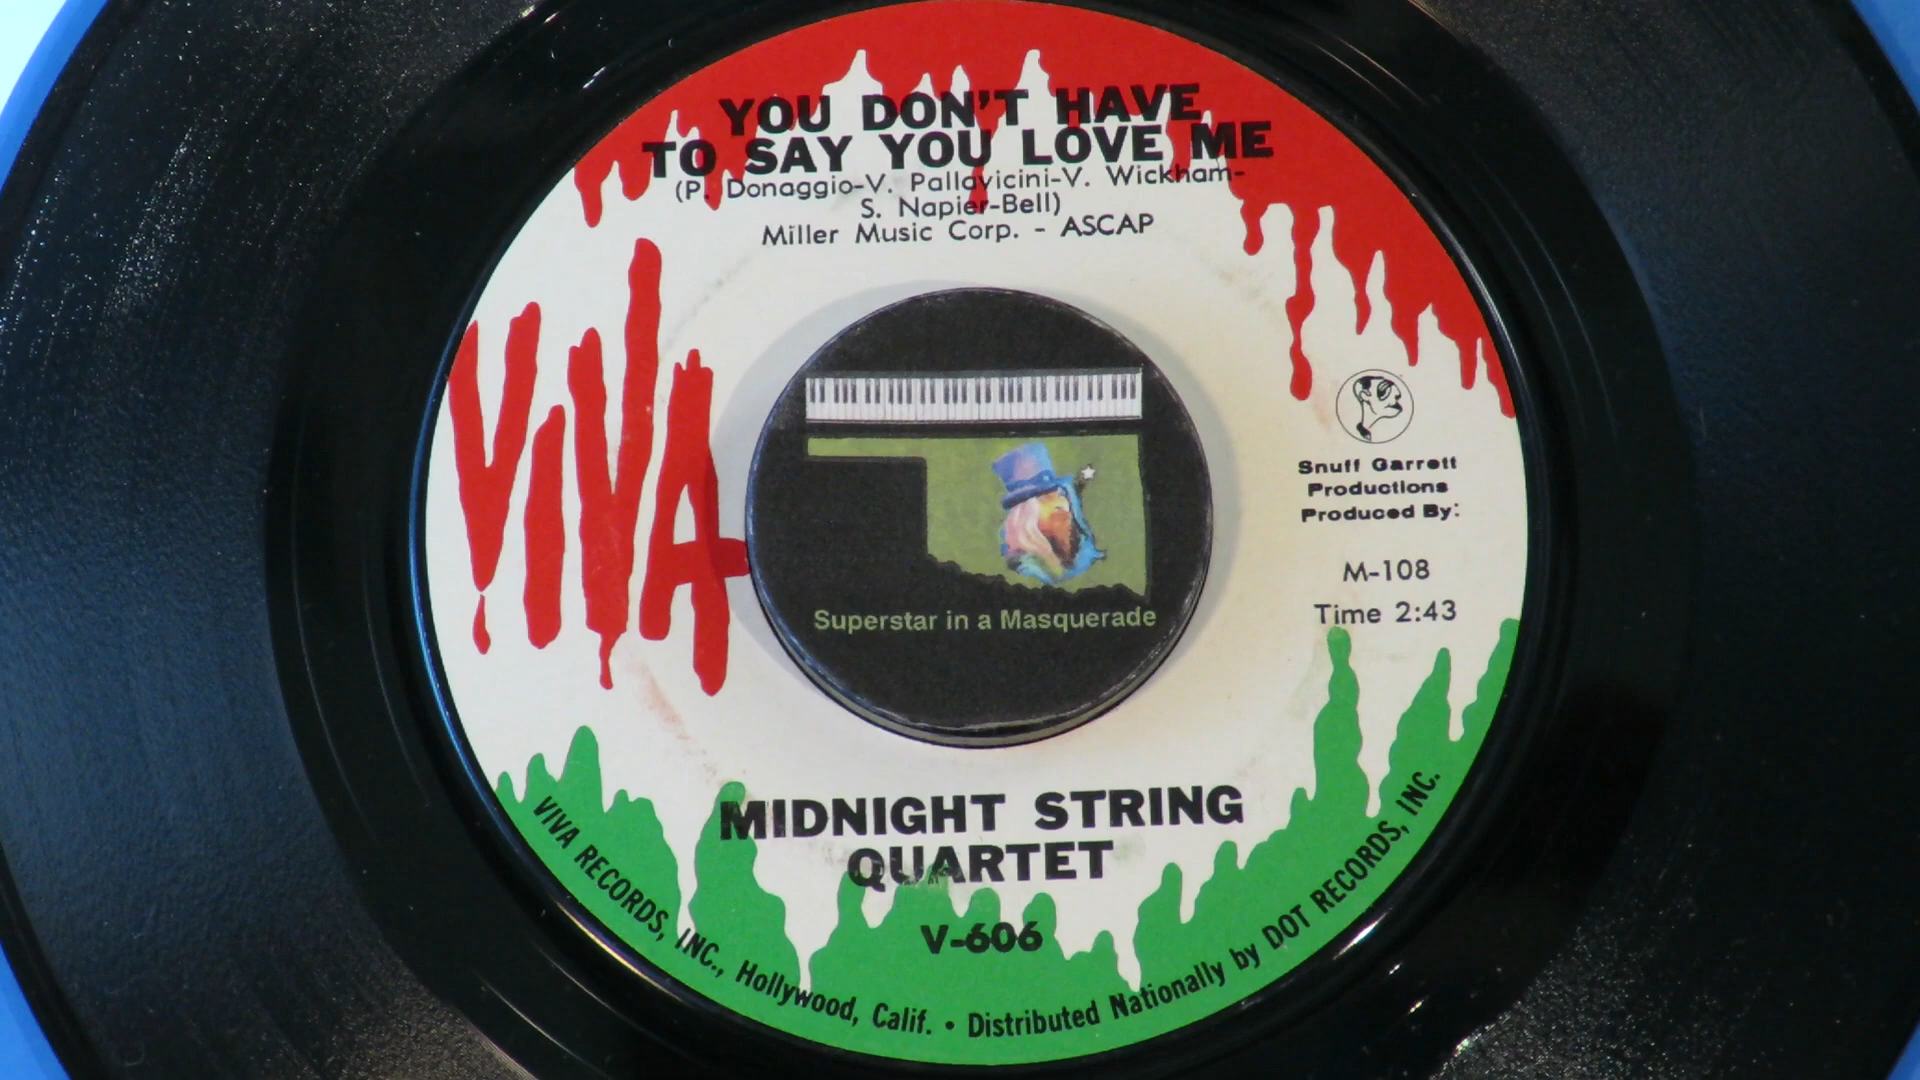 YOU DON'T HAVE
TO SAY YOU LOVE ME
(P. Donaggio-V. Pallavicini-V. Wickham-
S. Napier-Bell)
Miller Music Corp. - ASCAP
VIVA
Snuff Garrett
Productions
Produced By:
M-108
Time 2:43
Superstar in a Masquerade
MIDNIGHT STRING
QUARTET
V-606
VIVA RECORDS, INC., Hollywood, Calif. • Distributed Nationally by DOT RECORDS, INC.